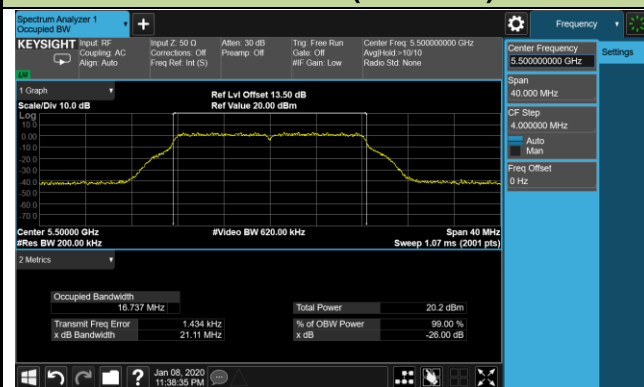 Spectrum Analyzer 1
Occupied BW
Frequency
KEYSIGHT Input: RF
Coupling: AC
Align: Auto
Input Z: 50 Ω
Corrections: Off
Freq Ref: Int (S)
Atten: 30 dB
Preamp: Off
Trig: Free Run
Gate: Off
#IF Gain: Low
Center Freq: 5.500000000 GHz
Avg|Hold:>10/10
Radio Std: None
Center Frequency
5.500000000 GHz
Settings
Span
40.000 MHz
CF Step
4.000000 MHz
Auto
Man
Freq Offset
0 Hz
1 Graph
Scale/Div 10.0 dB
Ref Lvl Offset 13.50 dB
Ref Value 20.00 dBm
Log
10.0
0.00
-10.0
-20.0
-30.0
-40.0
-50.0
-60.0
-70.0
Center 5.50000 GHz
#Res BW 200.00 kHz
#Video BW 620.00 kHz
Span 40 MHz
Sweep 1.07 ms (2001 pts)
2 Metrics
Occupied Bandwidth
16.737 MHz
Total Power 20.2 dBm
Transmit Freq Error 1.434 kHz
% of OBW Power 99.00 %
x dB Bandwidth 21.11 MHz
x dB -26.00 dB
Jan 08, 2020
11:38:35 PM